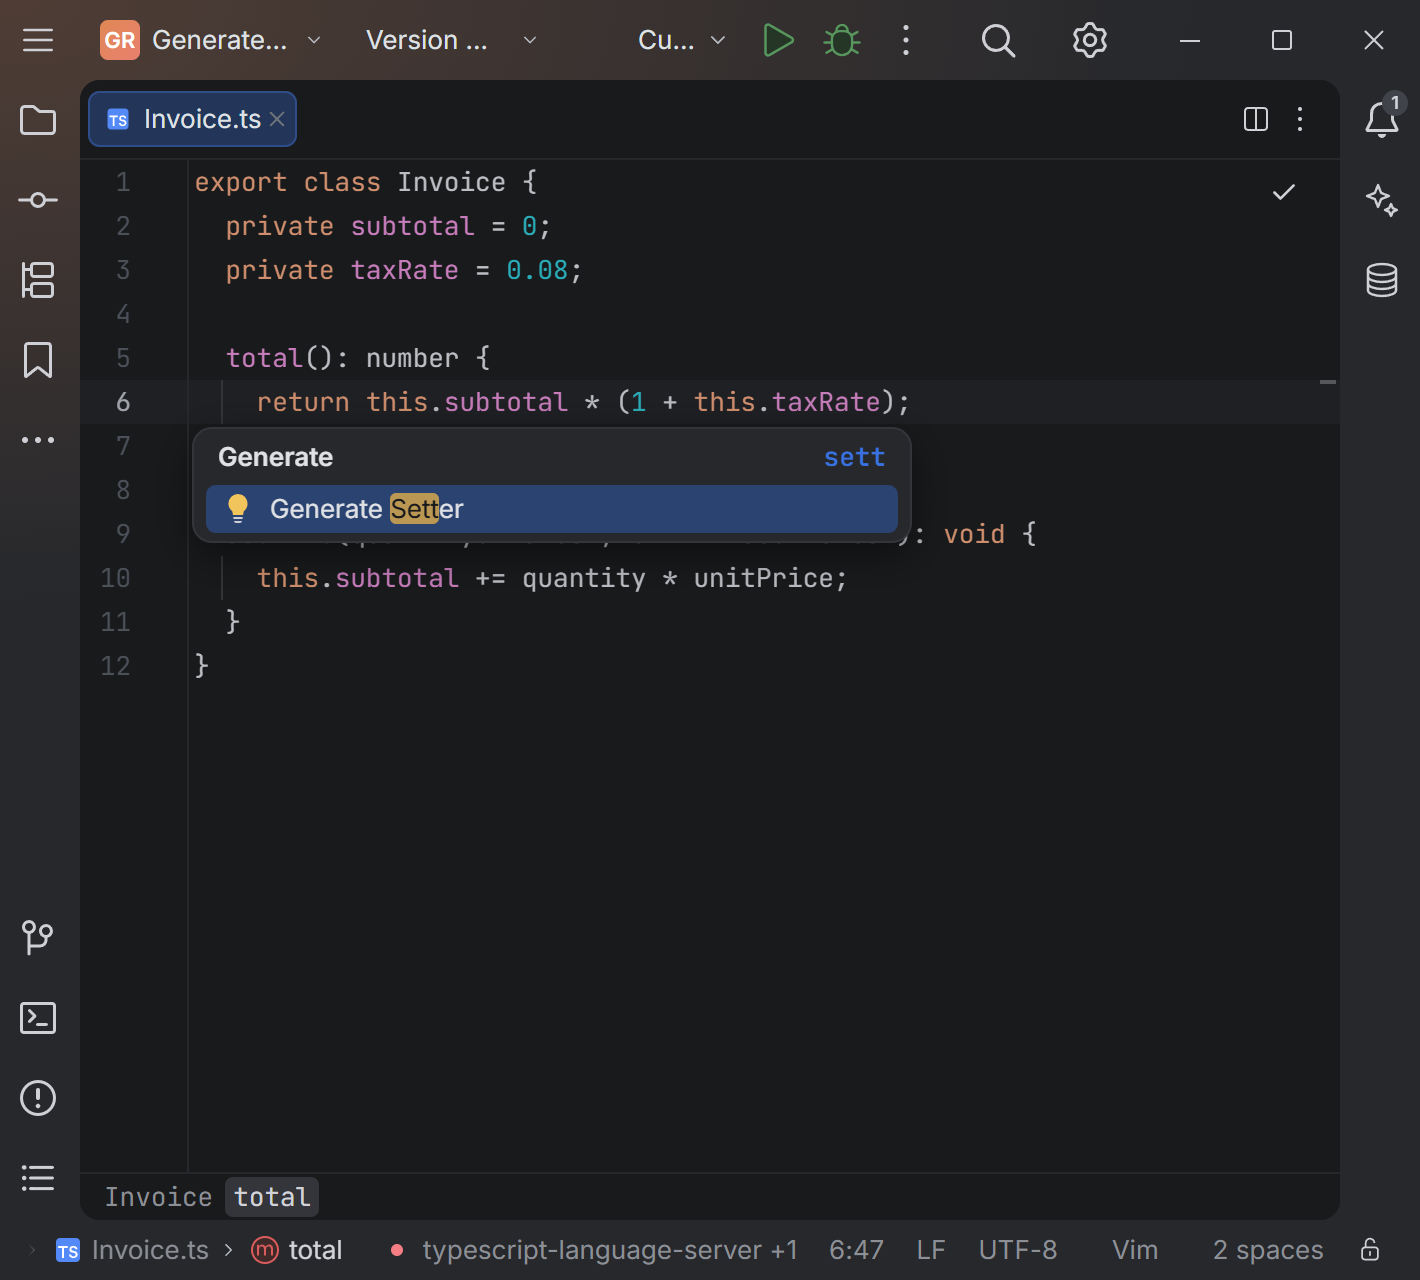 GR Generate... Version ... Cu...
Invoice.ts
1
1 export class Invoice {
2 private subtotal = 0;
3 private taxRate = 0.08;
4
5 total(): number {
6 return this.subtotal * (1 + this.taxRate);
7
Generate sett
8
Generate Setter
9 ): void {
10 this.subtotal += quantity * unitPrice;
11 }
12 }
Invoice total
TS Invoice.ts › m total typescript-language-server +1 6:47 LF UTF-8 Vim 2 spaces